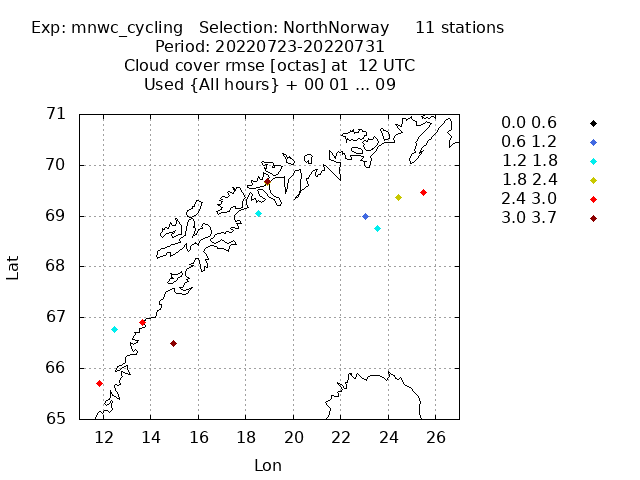 Exp: mnwc_cycling   Selection: NorthNorway     11 stations
Period: 20220723-20220731
Cloud cover rmse [octas] at  12 UTC
Used {All hours} + 00 01 ... 09
71
70
69
68
67
66
65
Lat
12 14 16 18 20 22 24 26
Lon
0.0 0.6
0.6 1.2
1.2 1.8
1.8 2.4
2.4 3.0
3.0 3.7